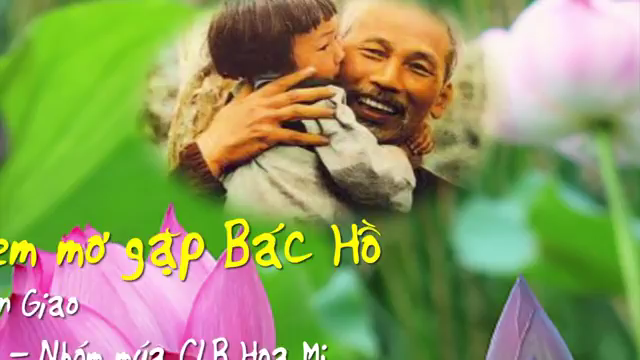 em mơ gặp Bác Hồ
Giao
– Nhóm múa CLB Họa Mi